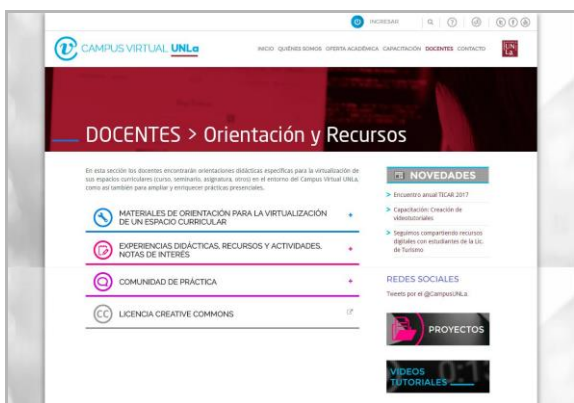 INGRESAR
CAMPUS VIRTUAL UNLa
INICIO QUIÉNES SOMOS OFERTA ACADÉMICA CAPACITACIÓN DOCENTES CONTACTO
UN
La
DOCENTES > Orientación y Recursos
En esta sección los docentes encontrarán orientaciones didácticas específicas para la virtualización de
sus espacios curriculares (curso, seminario, asignatura, otros) en el entorno del Campus Virtual UNLa,
como así también para ampliar y enriquecer prácticas presenciales.
MATERIALES DE ORIENTACIÓN PARA LA VIRTUALIZACIÓN
DE UN ESPACIO CURRICULAR
EXPERIENCIAS DIDÁCTICAS, RECURSOS Y ACTIVIDADES,
NOTAS DE INTERÉS
COMUNIDAD DE PRÁCTICA
CC LICENCIA CREATIVE COMMONS
NOVEDADES
> Encuentro anual TICAR 2017
> Capacitación: Creación de
videotutoriales
> Seguimos compartiendo recursos
digitales con estudiantes de la Lic.
de Turismo
REDES SOCIALES
Tweets por el @CampusUNLa.
PROYECTOS
VIDEOS
TUTORIALES